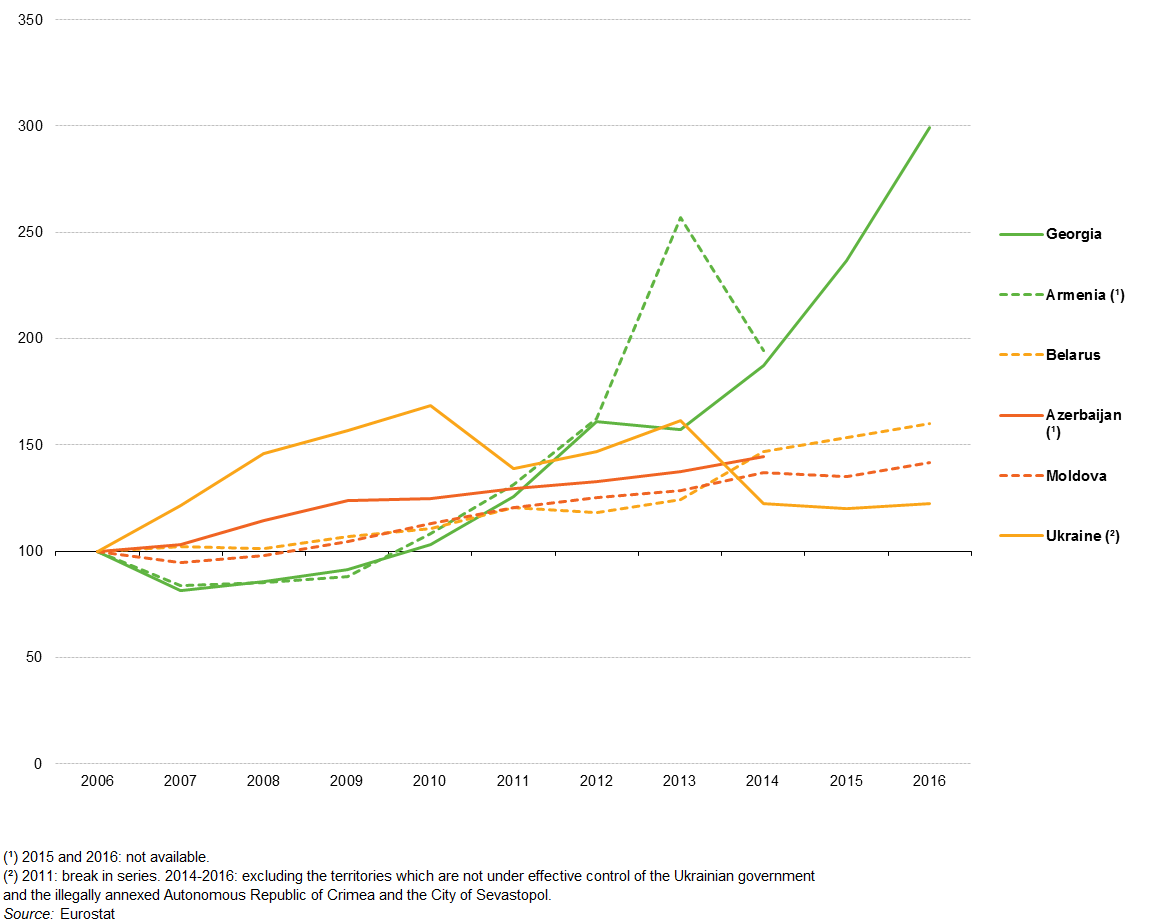 350
300
250
200
150
100
50
0
2006 2007 2008 2009 2010 2011 2012 2013 2014 2015 2016
Georgia
Armenia (¹)
Belarus
Azerbaijan
(¹)
Moldova
Ukraine (²)
(¹) 2015 and 2016: not available.
(²) 2011: break in series. 2014-2016: excluding the territories which are not under effective control of the Ukrainian government
and the illegally annexed Autonomous Republic of Crimea and the City of Sevastopol.
Source: Eurostat